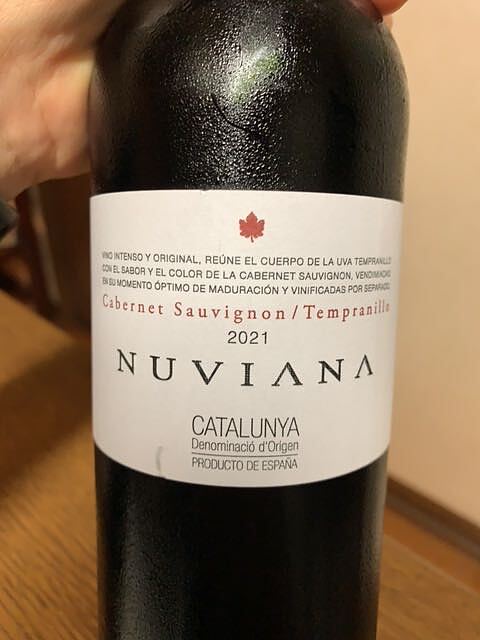 VINO INTENSO Y ORIGINAL, REÚNE EL CUERPO DE LA UVA TEMPRANILLO
CON EL SABOR Y EL COLOR DE LA CABERNET SAUVIGNON, VENDIMIADAS
EN SU MOMENTO ÓPTIMO DE MADURACIÓN Y VINIFICADAS POR SEPARADO.
Cabernet Sauvignon / Tempranillo
2021
NUVIANA
CATALUNYA
Denominació d'Origen
PRODUCTO DE ESPAÑA